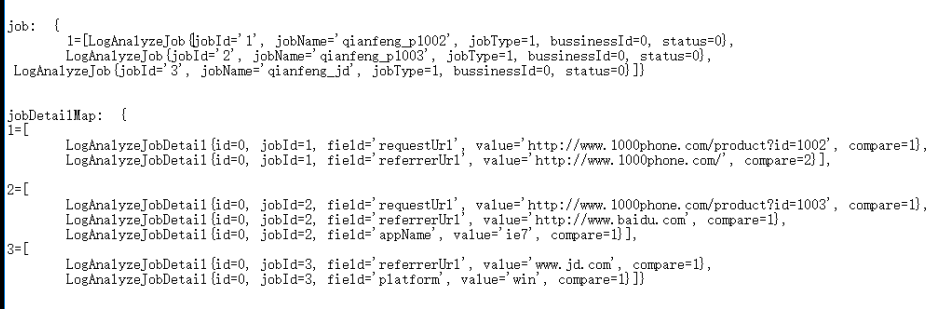 job:  {
1=[LogAnalyzeJob{jobId='1', jobName='qianfeng_p1002', jobType=1, bussinessId=0, status=0},
LogAnalyzeJob{jobId='2', jobName='qianfeng_p1003', jobType=1, bussinessId=0, status=0},
LogAnalyzeJob{jobId='3', jobName='qianfeng_jd', jobType=1, bussinessId=0, status=0}]}
jobDetailMap:  {
1=[
LogAnalyzeJobDetail{id=0, jobId=1, field='requestUrl', value='http://www.1000phone.com/product?id=1002', compare=1},
LogAnalyzeJobDetail{id=0, jobId=1, field='referrerUrl', value='http://www.1000phone.com/', compare=2}],
2=[
LogAnalyzeJobDetail{id=0, jobId=2, field='requestUrl', value='http://www.1000phone.com/product?id=1003', compare=1},
LogAnalyzeJobDetail{id=0, jobId=2, field='referrerUrl', value='http://www.baidu.com', compare=1},
LogAnalyzeJobDetail{id=0, jobId=2, field='appName', value='ie7', compare=1}],
3=[
LogAnalyzeJobDetail{id=0, jobId=3, field='referrerUrl', value='www.jd.com', compare=1},
LogAnalyzeJobDetail{id=0, jobId=3, field='platform', value='win', compare=1}]}